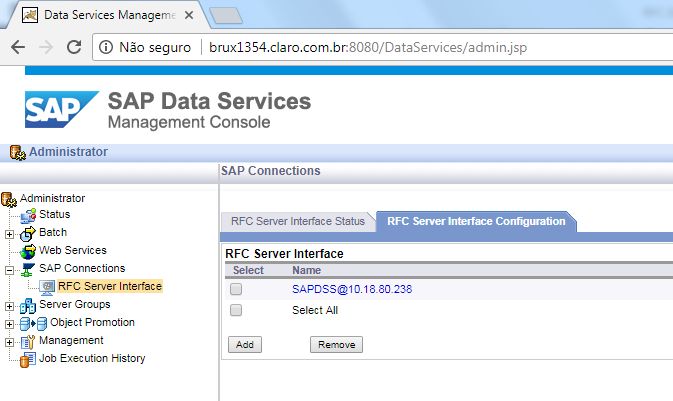 Data Services Manageme
Não seguro | brux1354.claro.com.br:8080/DataServices/admin.jsp
SAP SAP Data Services
Management Console
Administrator
SAP Connections
Administrator
Status
Batch
Web Services
SAP Connections
RFC Server Interface
Server Groups
Object Promotion
Management
Job Execution History
RFC Server Interface Status RFC Server Interface Configuration
RFC Server Interface
Select Name
SAPDSS@10.18.80.238
Select All
Add Remove